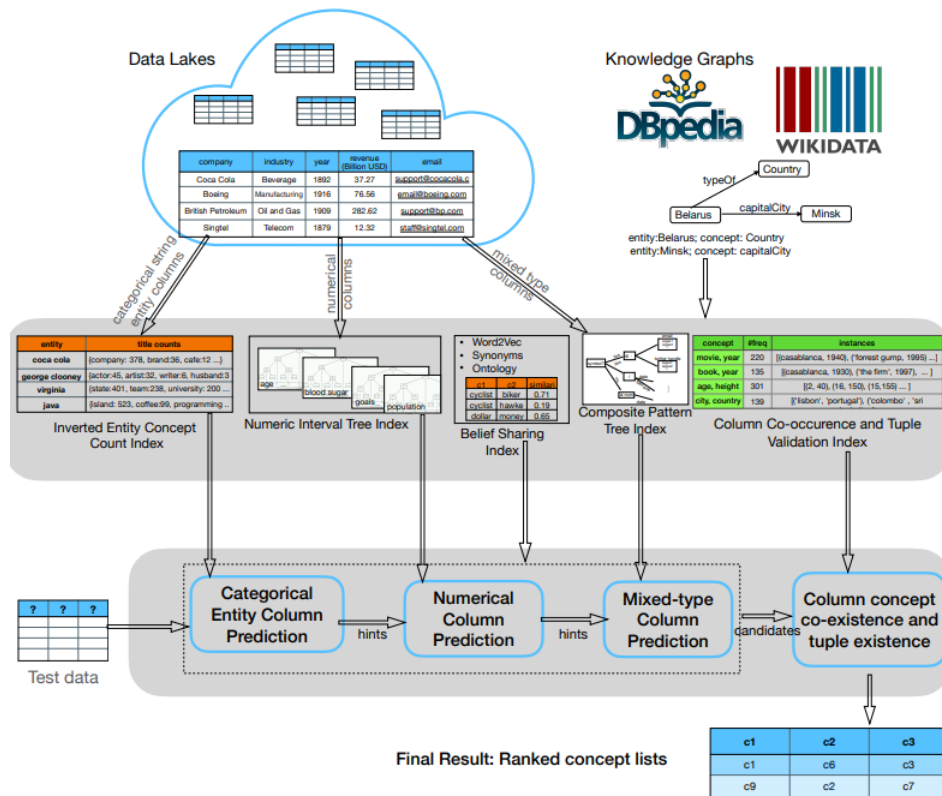 Data Lakes
Knowledge Graphs
DBpedia
WIKIDATA
company industry year revenue (Billion USD) email
Coca Cola Beverage 1892 37.27 support@cocacola.c
Boeing Manufacturing 1916 76.56 email@boeing.com
British Petroleum Oil and Gas 1909 282.62 support@bp.com
Singtel Telecom 1879 12.32 staff@singtel.com
typeOf
Country
Belarus
capitalCity
Minsk
entity:Belarus; concept: Country
entity:Minsk; concept: capitalCity
categorical string
entity columns
numerical
columns
mixed type
columns
entity title counts
coca cola {company: 378, brand:36, cafe:12 ...}
george clooney {actor:45, artist:32, writer:6, husband:3
virginia {state:401, team:238, university: 200 ...
java {island: 523, coffee:99, programming ..
Inverted Entity Concept
Count Index
age
blood sugar
goals
population
Numeric Interval Tree Index
• Word2Vec
• Synonyms
• Ontology
c1 c2 similari
cyclist biker 0.71
cyclist hawke 0.19
dollar money 0.65
Belief Sharing
Index
Composite Pattern
Tree Index
concept #freq instances
movie, year 220 [(casablanca, 1940), ('forrest gump, 1995) ...
book, year 135 [(casablanca, 1930), ('the firm', 1997), ... ]
age, height 301 [(2, 40), (16, 150), (15,155) ... ]
city, country 139 [('lisbon', 'portugal'), ('colombo' , 'sri
Column Co-occurence and Tuple
Validation Index
? ? ?
Test data
Categorical
Entity Column
Prediction
hints
Numerical
Column
Prediction
hints
Mixed-type
Column
Prediction
candidates
Column concept
co-existence and
tuple existence
Final Result: Ranked concept lists
c1 c2 c3
c1 c6 c3
c9 c2 c7